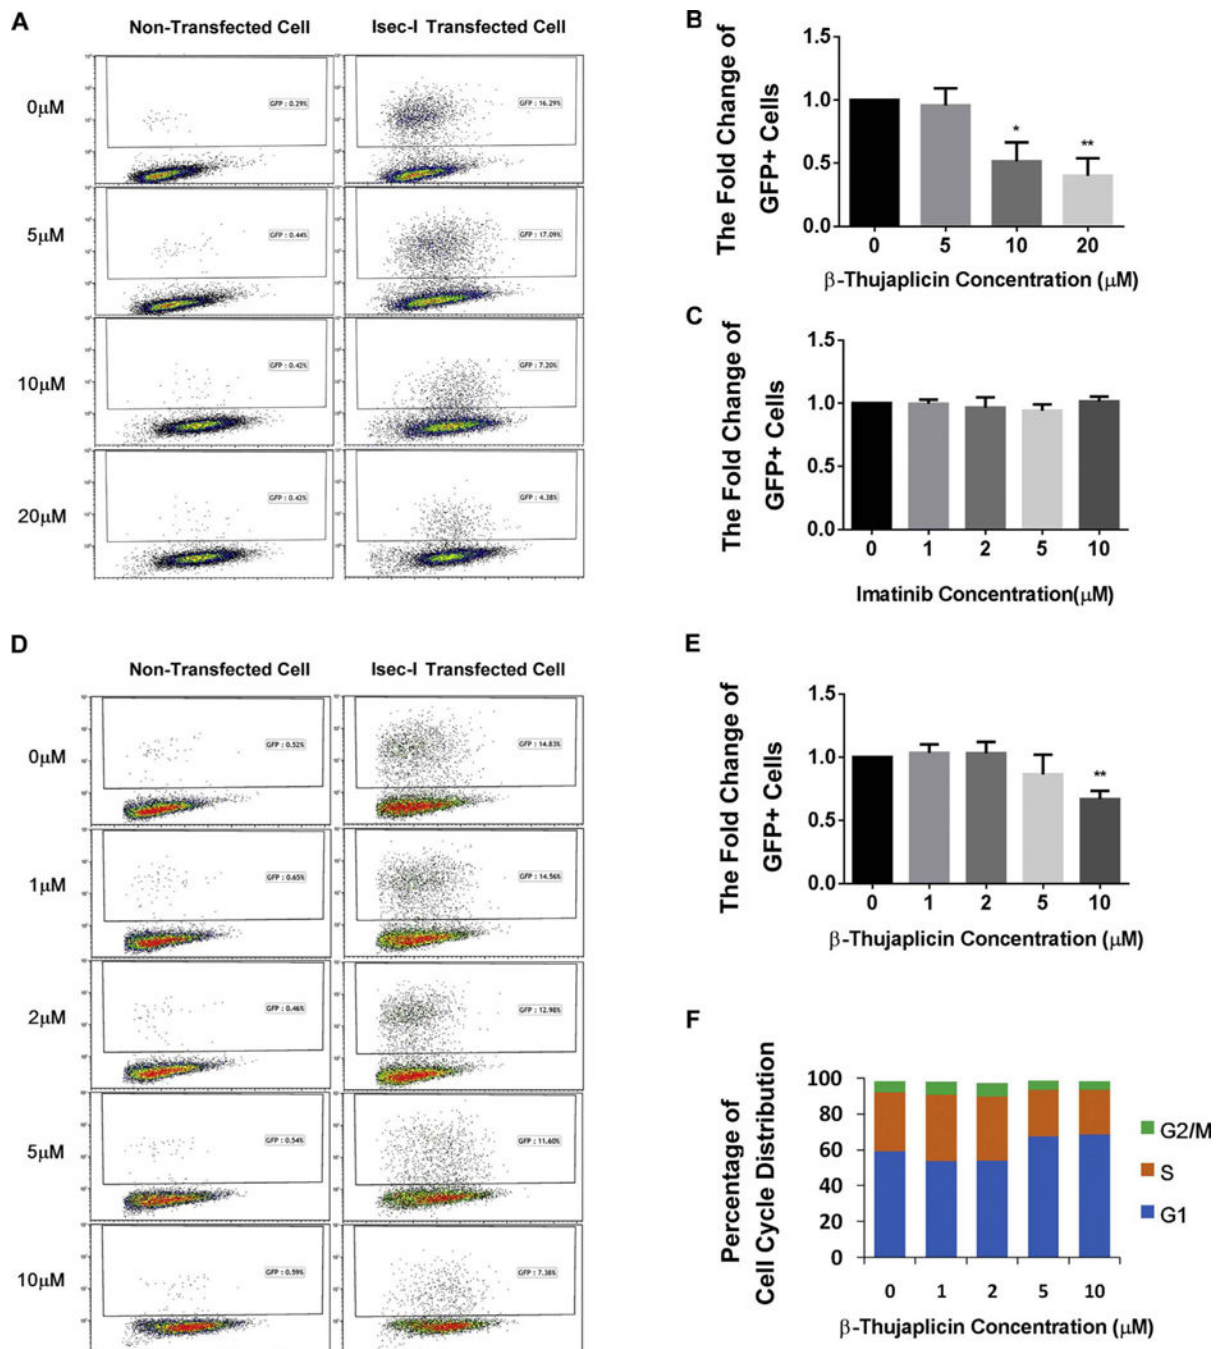 A
Non-Transfected Cell
Isec-I Transfected Cell
0μM
GFP : 0.29%
GFP : 16.29%
5μM
GFP : 0.44%
GFP : 17.09%
10μM
GFP : 0.42%
GFP : 7.20%
20μM
GFP : 0.42%
GFP : 4.38%
B
The Fold Change of
GFP+ Cells
1.5
1.0
0.5
0.0
*
**
0 5 10 20
β-Thujaplicin Concentration (μM)
C
The Fold Change of
GFP+ Cells
1.5
1.0
0.5
0.0
0 1 2 5 10
Imatinib Concentration(μM)
D
Non-Transfected Cell
Isec-I Transfected Cell
0μM
GFP : 0.52%
GFP : 14.83%
1μM
GFP : 0.65%
GFP : 14.56%
2μM
GFP : 0.46%
GFP : 12.98%
5μM
GFP : 0.54%
GFP : 11.60%
10μM
GFP : 0.59%
GFP : 7.38%
E
The Fold Change of
GFP+ Cells
1.5
1.0
0.5
0.0
**
0 1 2 5 10
β-Thujaplicin Concentration (μM)
F
Percentage of
Cell Cycle Distribution
100
80
60
40
20
0
G2/M
S
G1
0 1 2 5 10
β-Thujaplicin Concentration (μM)